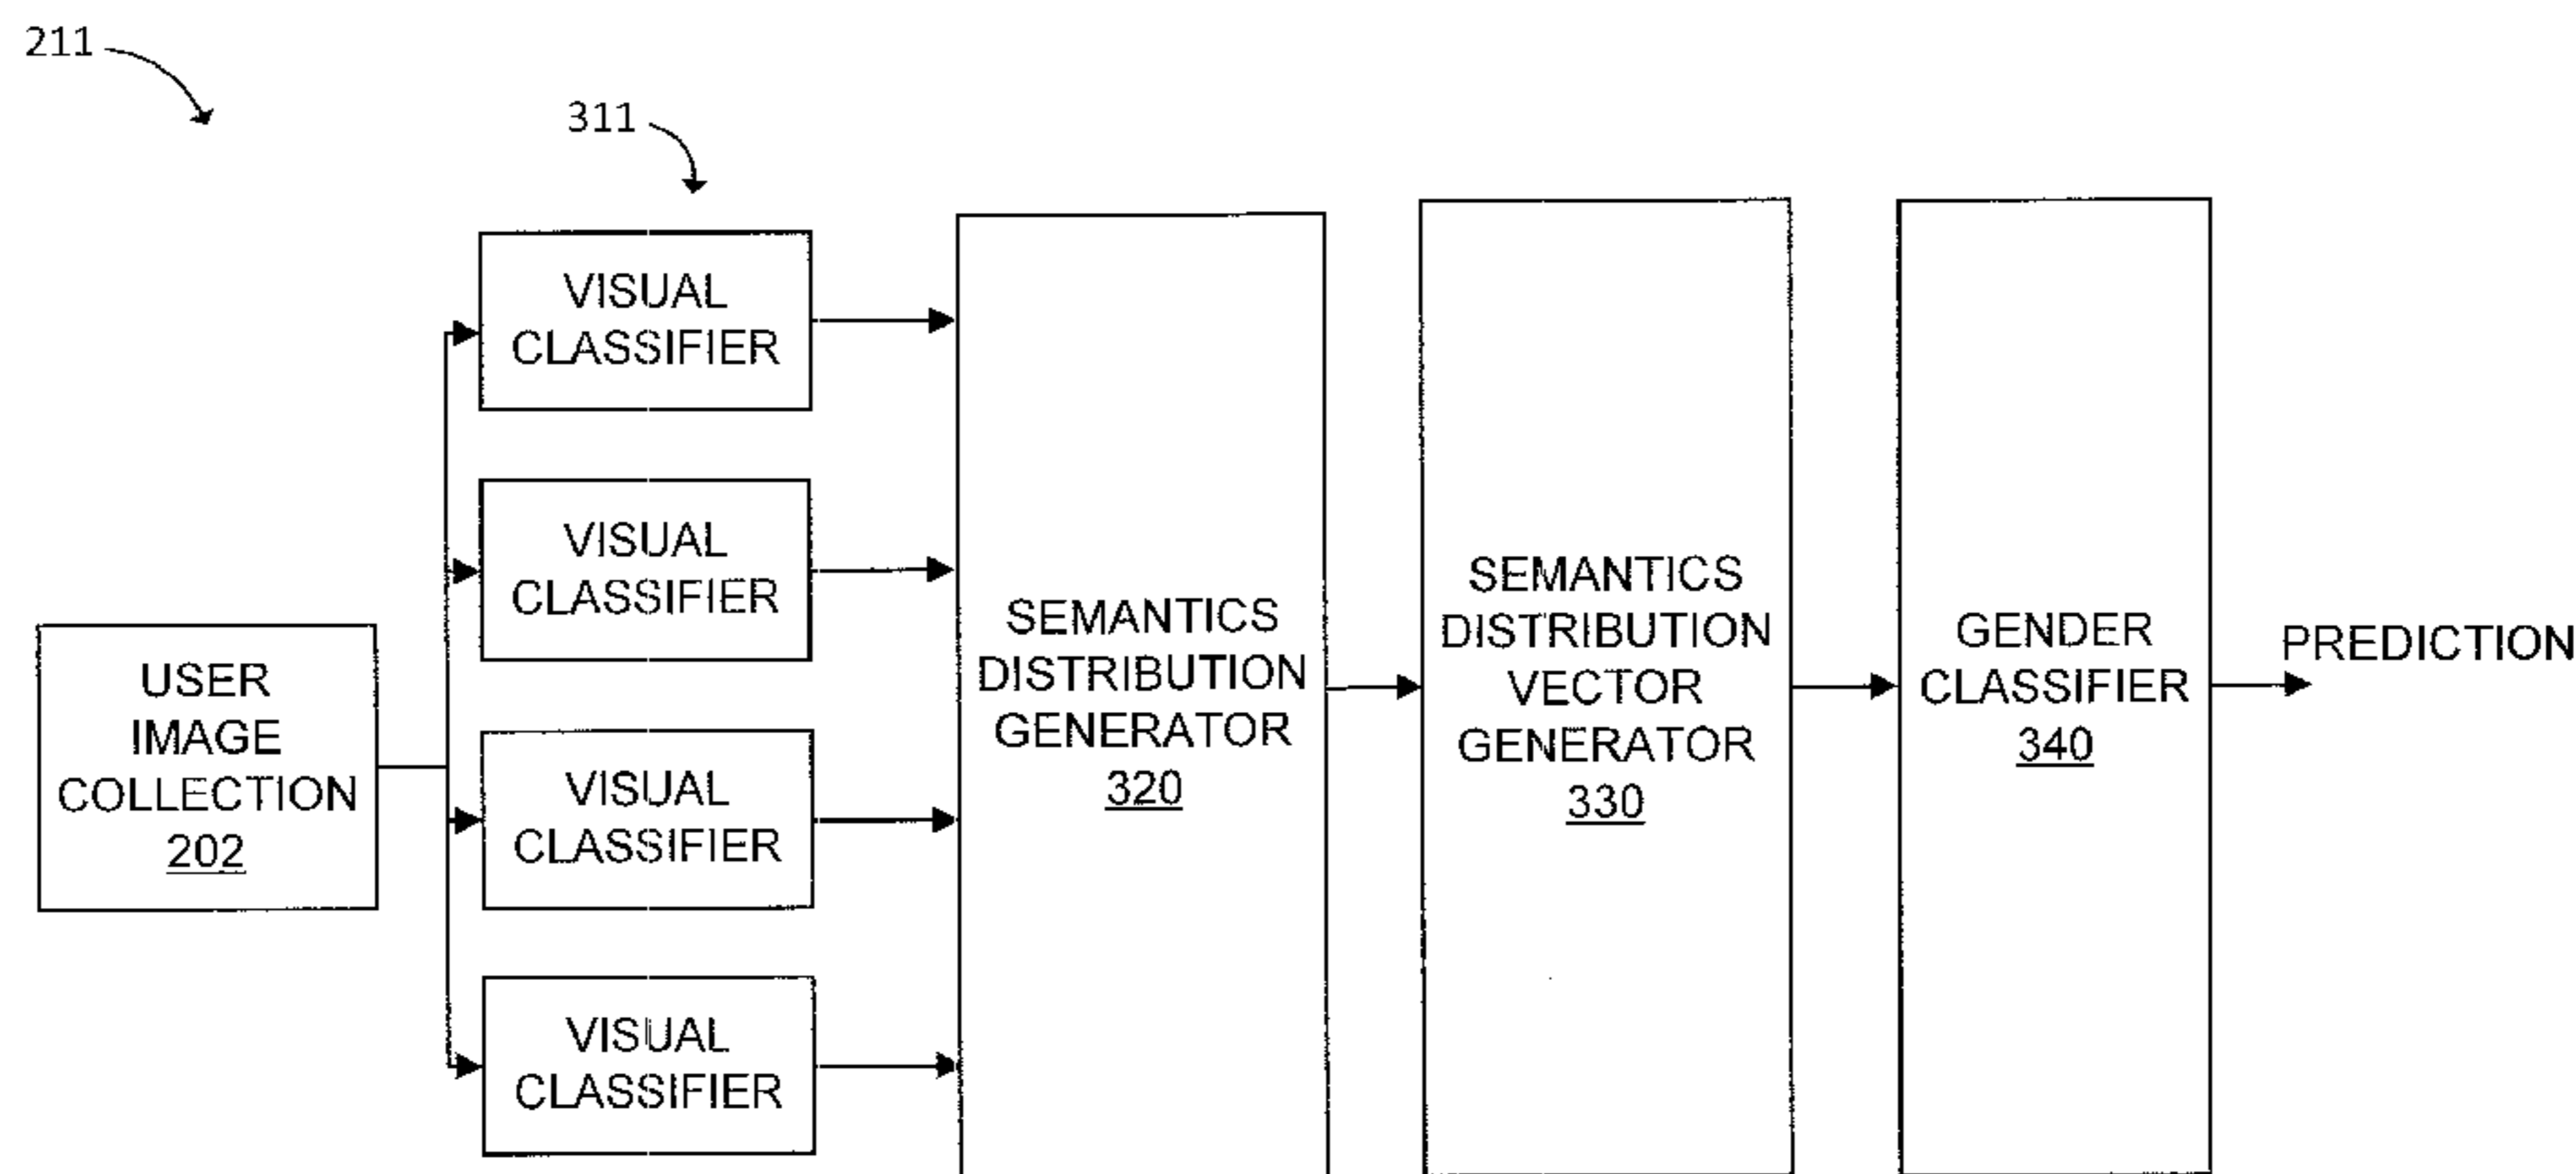 211
311
VISUAL
CLASSIFIER
VISUAL
CLASSIFIER
VISUAL
CLASSIFIER
VISUAL
CLASSIFIER
USER
IMAGE
COLLECTION
202
SEMANTICS
DISTRIBUTION
GENERATOR
320
SEMANTICS
DISTRIBUTION
VECTOR
GENERATOR
330
GENDER
CLASSIFIER
340
PREDICTION